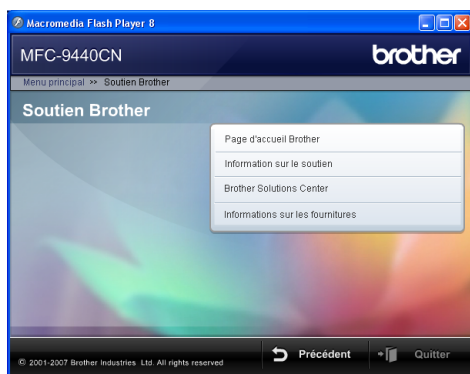 Macromedia Flash Player 8
MFC-9440CN
brother
Menu principal >> Soutien Brother
Soutien Brother
Page d'accueil Brother
Information sur le soutien
Brother Solutions Center
Informations sur les fournitures
© 2001-2007 Brother Industries Ltd. All rights reserved
Précédent
Quitter